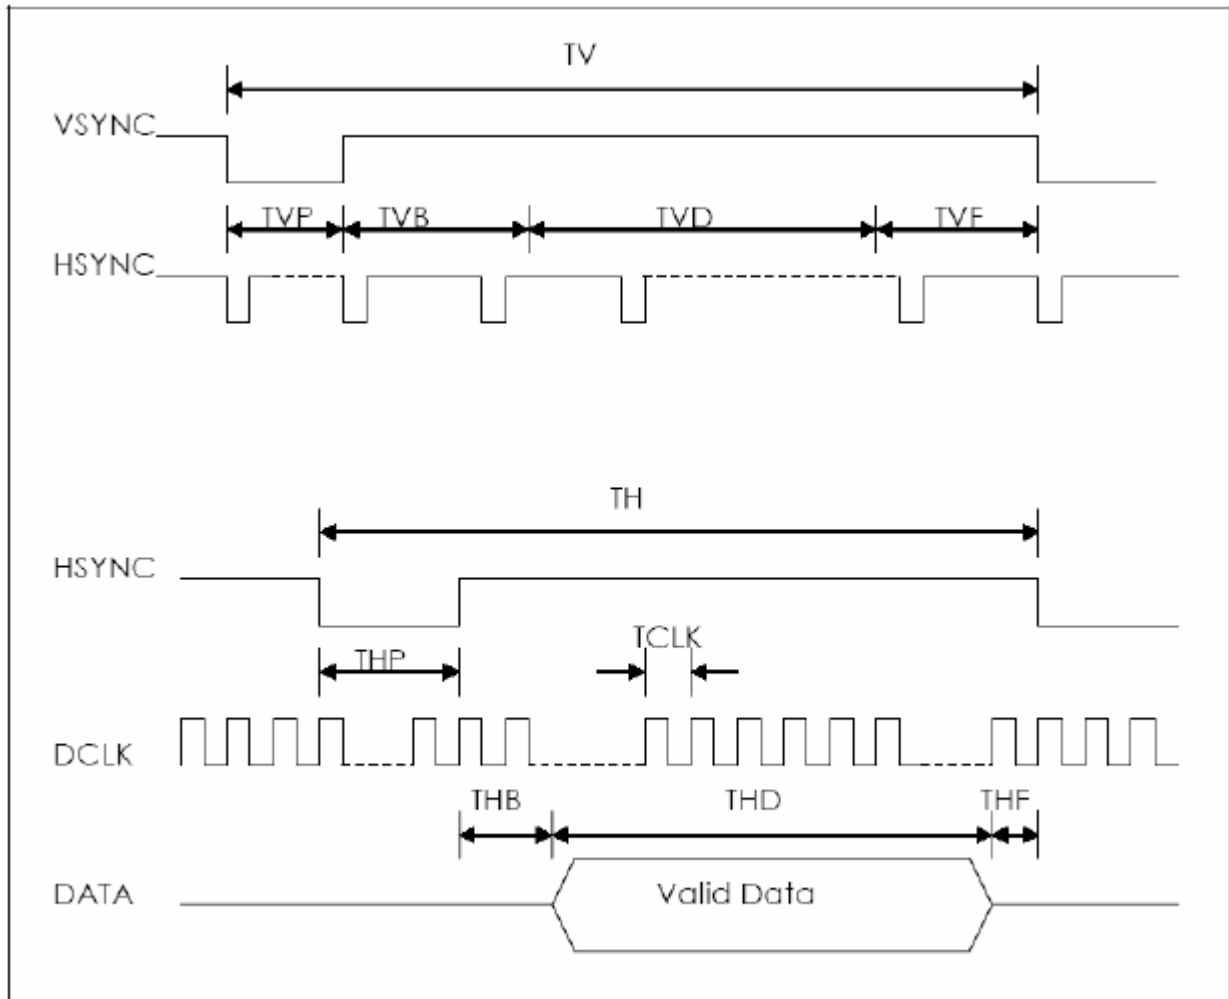 TV
VSYNC
TVP TVB TVD TVF
HSYNC
TH
HSYNC
TCLK
THP
DCLK
THB THD THF
DATA Valid Data